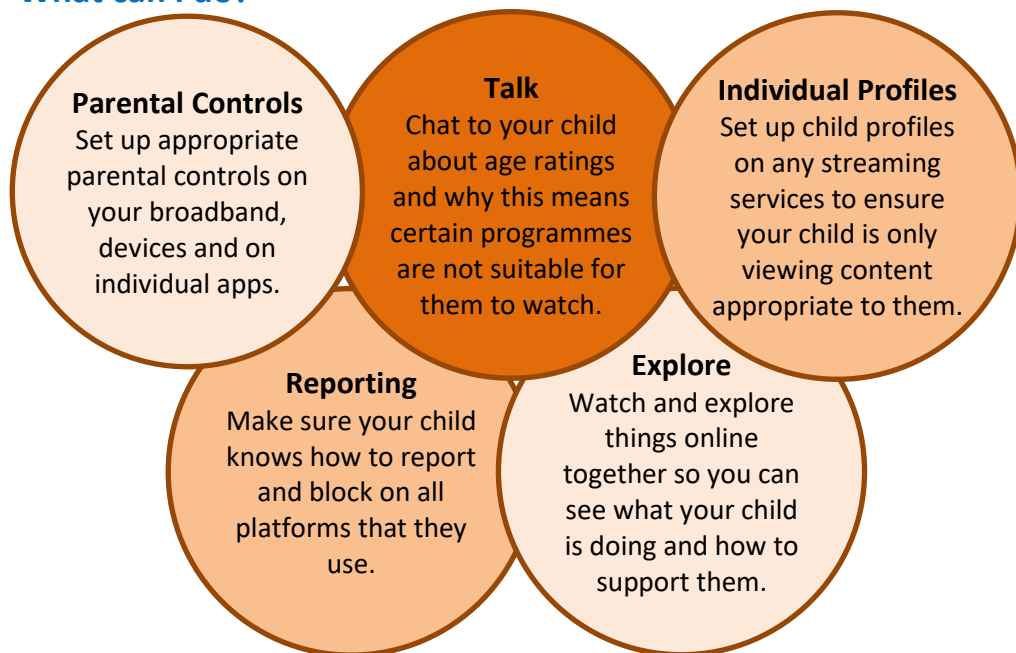 Parental Controls
Set up appropriate
parental controls on
your broadband,
devices and on
individual apps.
Talk
Chat to your child
about age ratings
and why this means
certain programmes
are not suitable for
them to watch.
Individual Profiles
Set up child profiles
on any streaming
services to ensure
your child is only
viewing content
appropriate to them.
Reporting
Make sure your child
knows how to report
and block on all
platforms that they
use.
Explore
Watch and explore
things online
together so you can
see what your child
is doing and how to
support them.